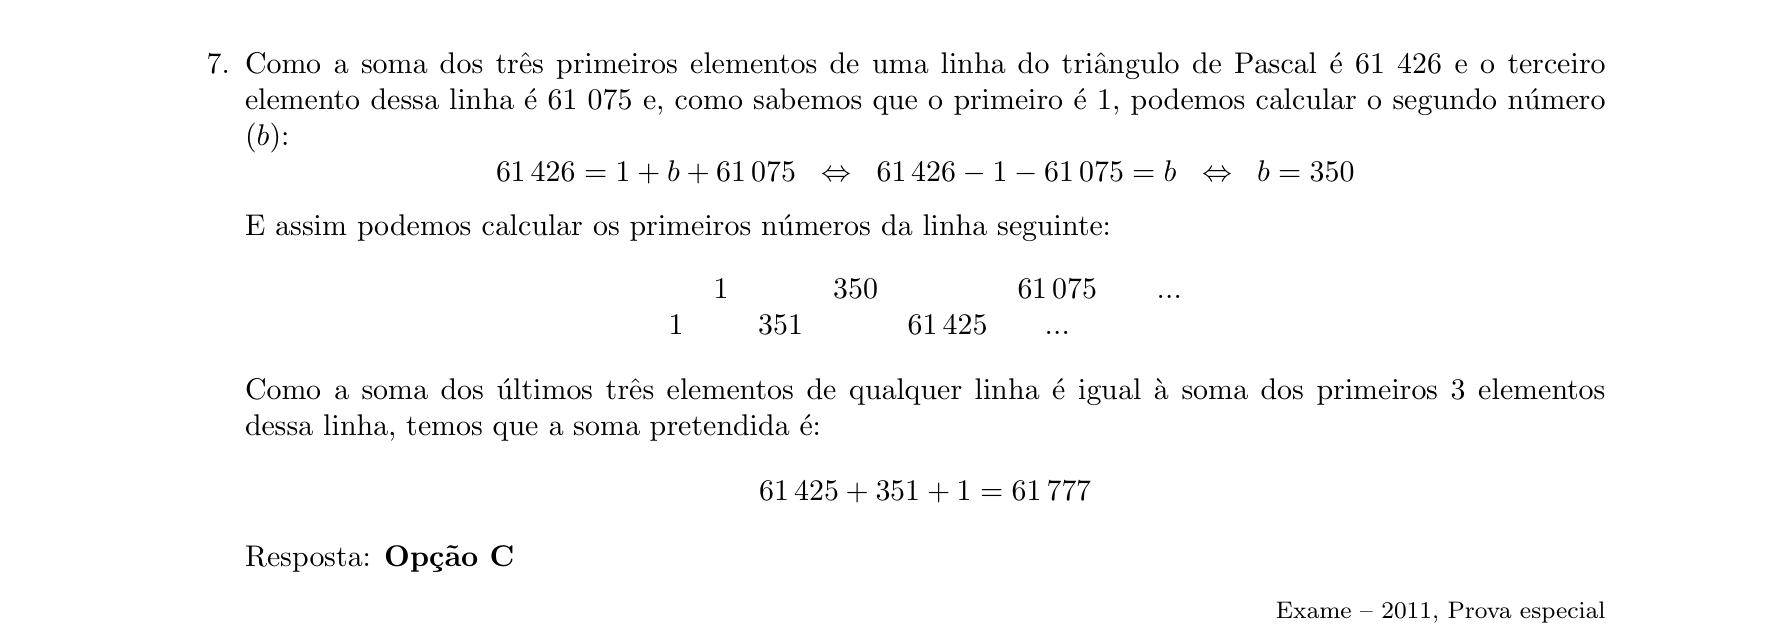 7. Como a soma dos três primeiros elementos de uma linha do triângulo de Pascal é 61 426 e o terceiro
elemento dessa linha é 61 075 e, como sabemos que o primeiro é 1, podemos calcular o segundo número
(b):
61 426 = 1 + b + 61 075 ⇔ 61 426 − 1 − 61 075 = b ⇔ b = 350
E assim podemos calcular os primeiros números da linha seguinte:
1 350 61 075 ...
1 351 61 425 ...
Como a soma dos últimos três elementos de qualquer linha é igual à soma dos primeiros 3 elementos
dessa linha, temos que a soma pretendida é:
61 425 + 351 + 1 = 61 777
Resposta: Opção C
Exame – 2011, Prova especial